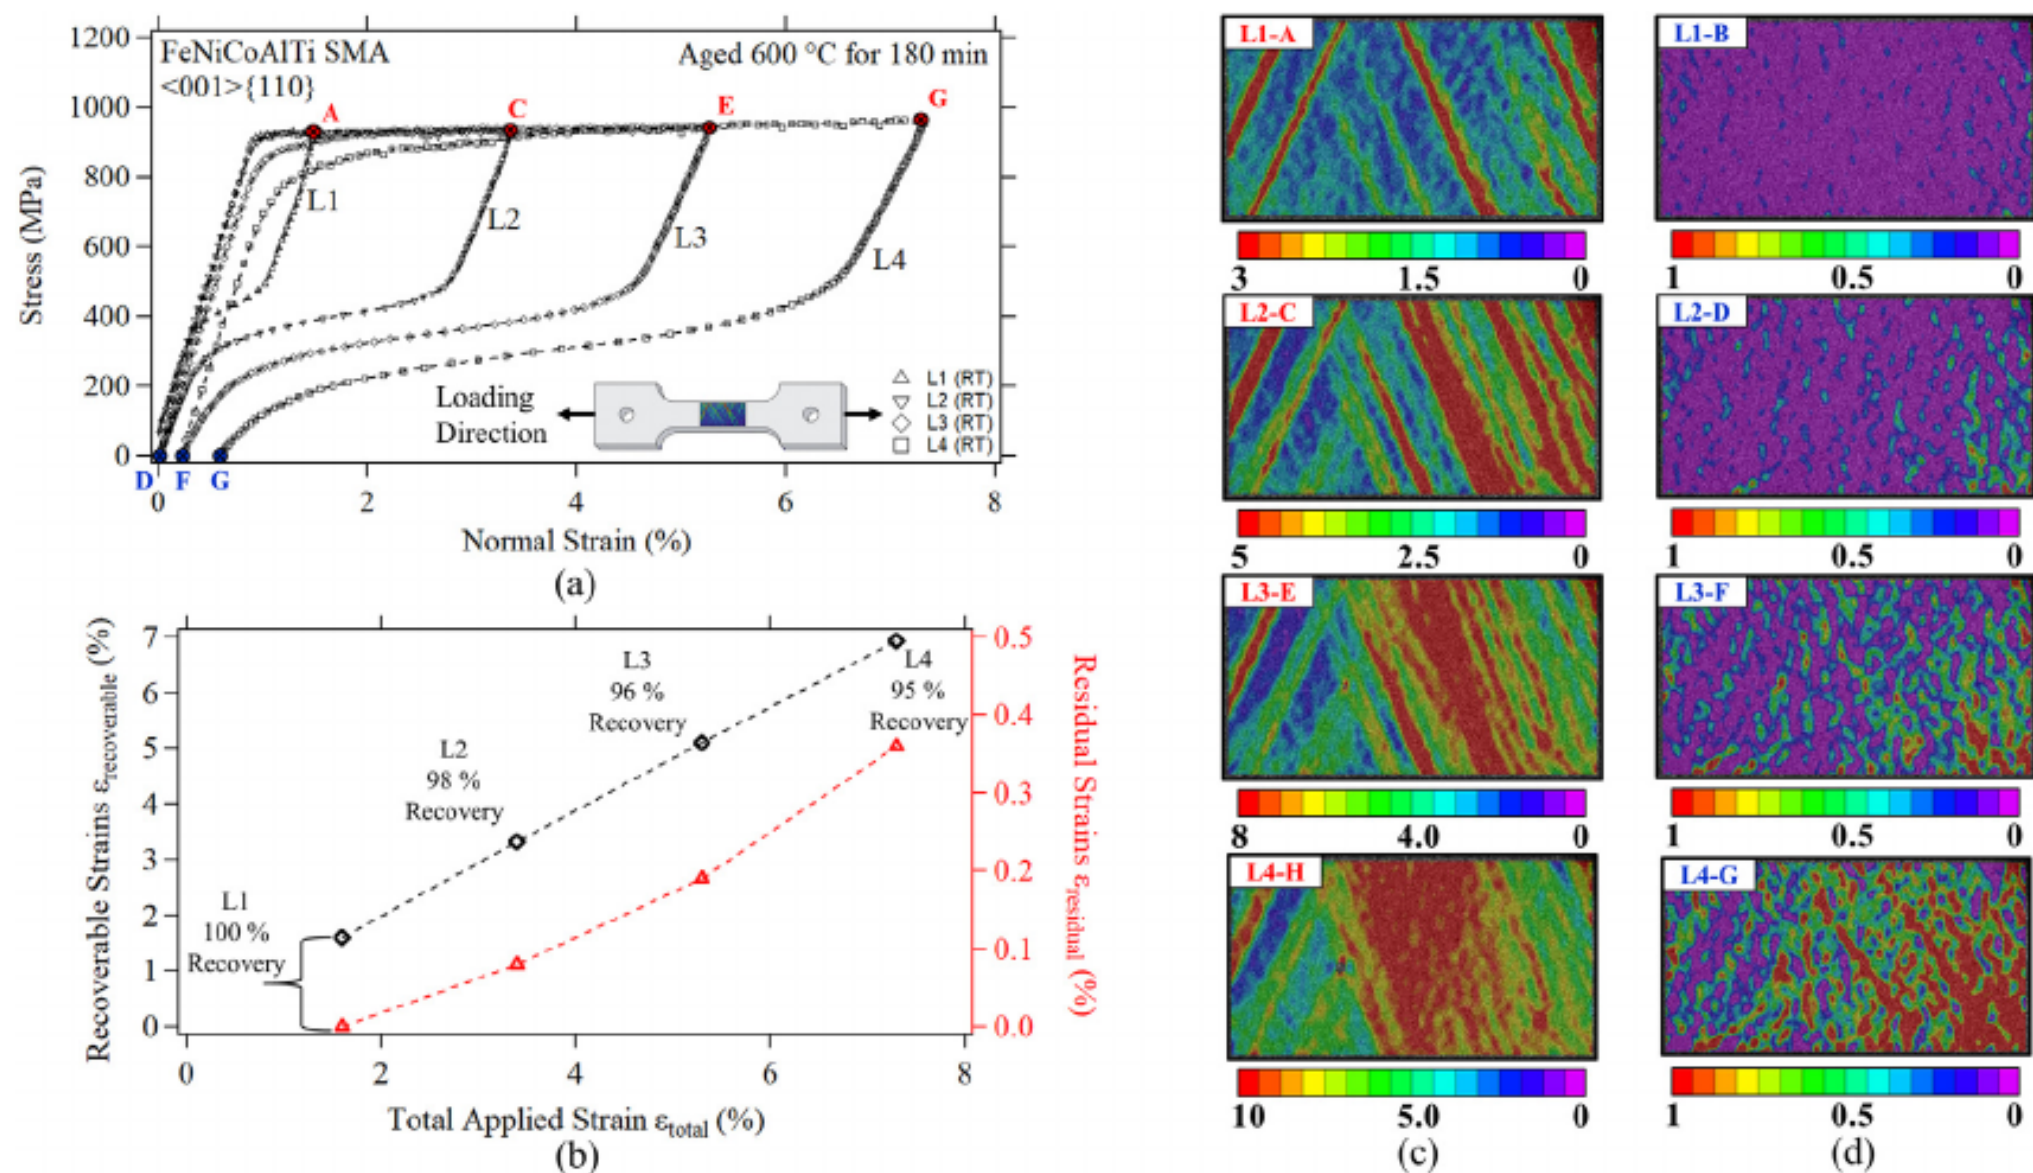 1200
1000
800
600
400
200
0
Stress (MPa)
FeNiCoAlTi SMA
<001>{110}
Aged 600 °C for 180 min
A
C
E
G
L1
L2
L3
L4
Loading
Direction
L1 (RT)
L2 (RT)
L3 (RT)
L4 (RT)
D
F
G
0
2
4
6
8
Normal Strain (%)
(a)
7
6
5
4
3
2
1
0
Recoverable Strains εrecoverable (%)
L1
100 %
Recovery
L2
98 %
Recovery
L3
96 %
Recovery
L4
95 %
Recovery
0.5
0.4
0.3
0.2
0.1
0.0
Residual Strains εresidual (%)
0
2
4
6
8
Total Applied Strain εtotal (%)
(b)
L1-A
3
1.5
0
L2-C
5
2.5
0
L3-E
8
4.0
0
L4-H
10
5.0
0
(c)
L1-B
1
0.5
0
L2-D
1
0.5
0
L3-F
1
0.5
0
L4-G
1
0.5
0
(d)